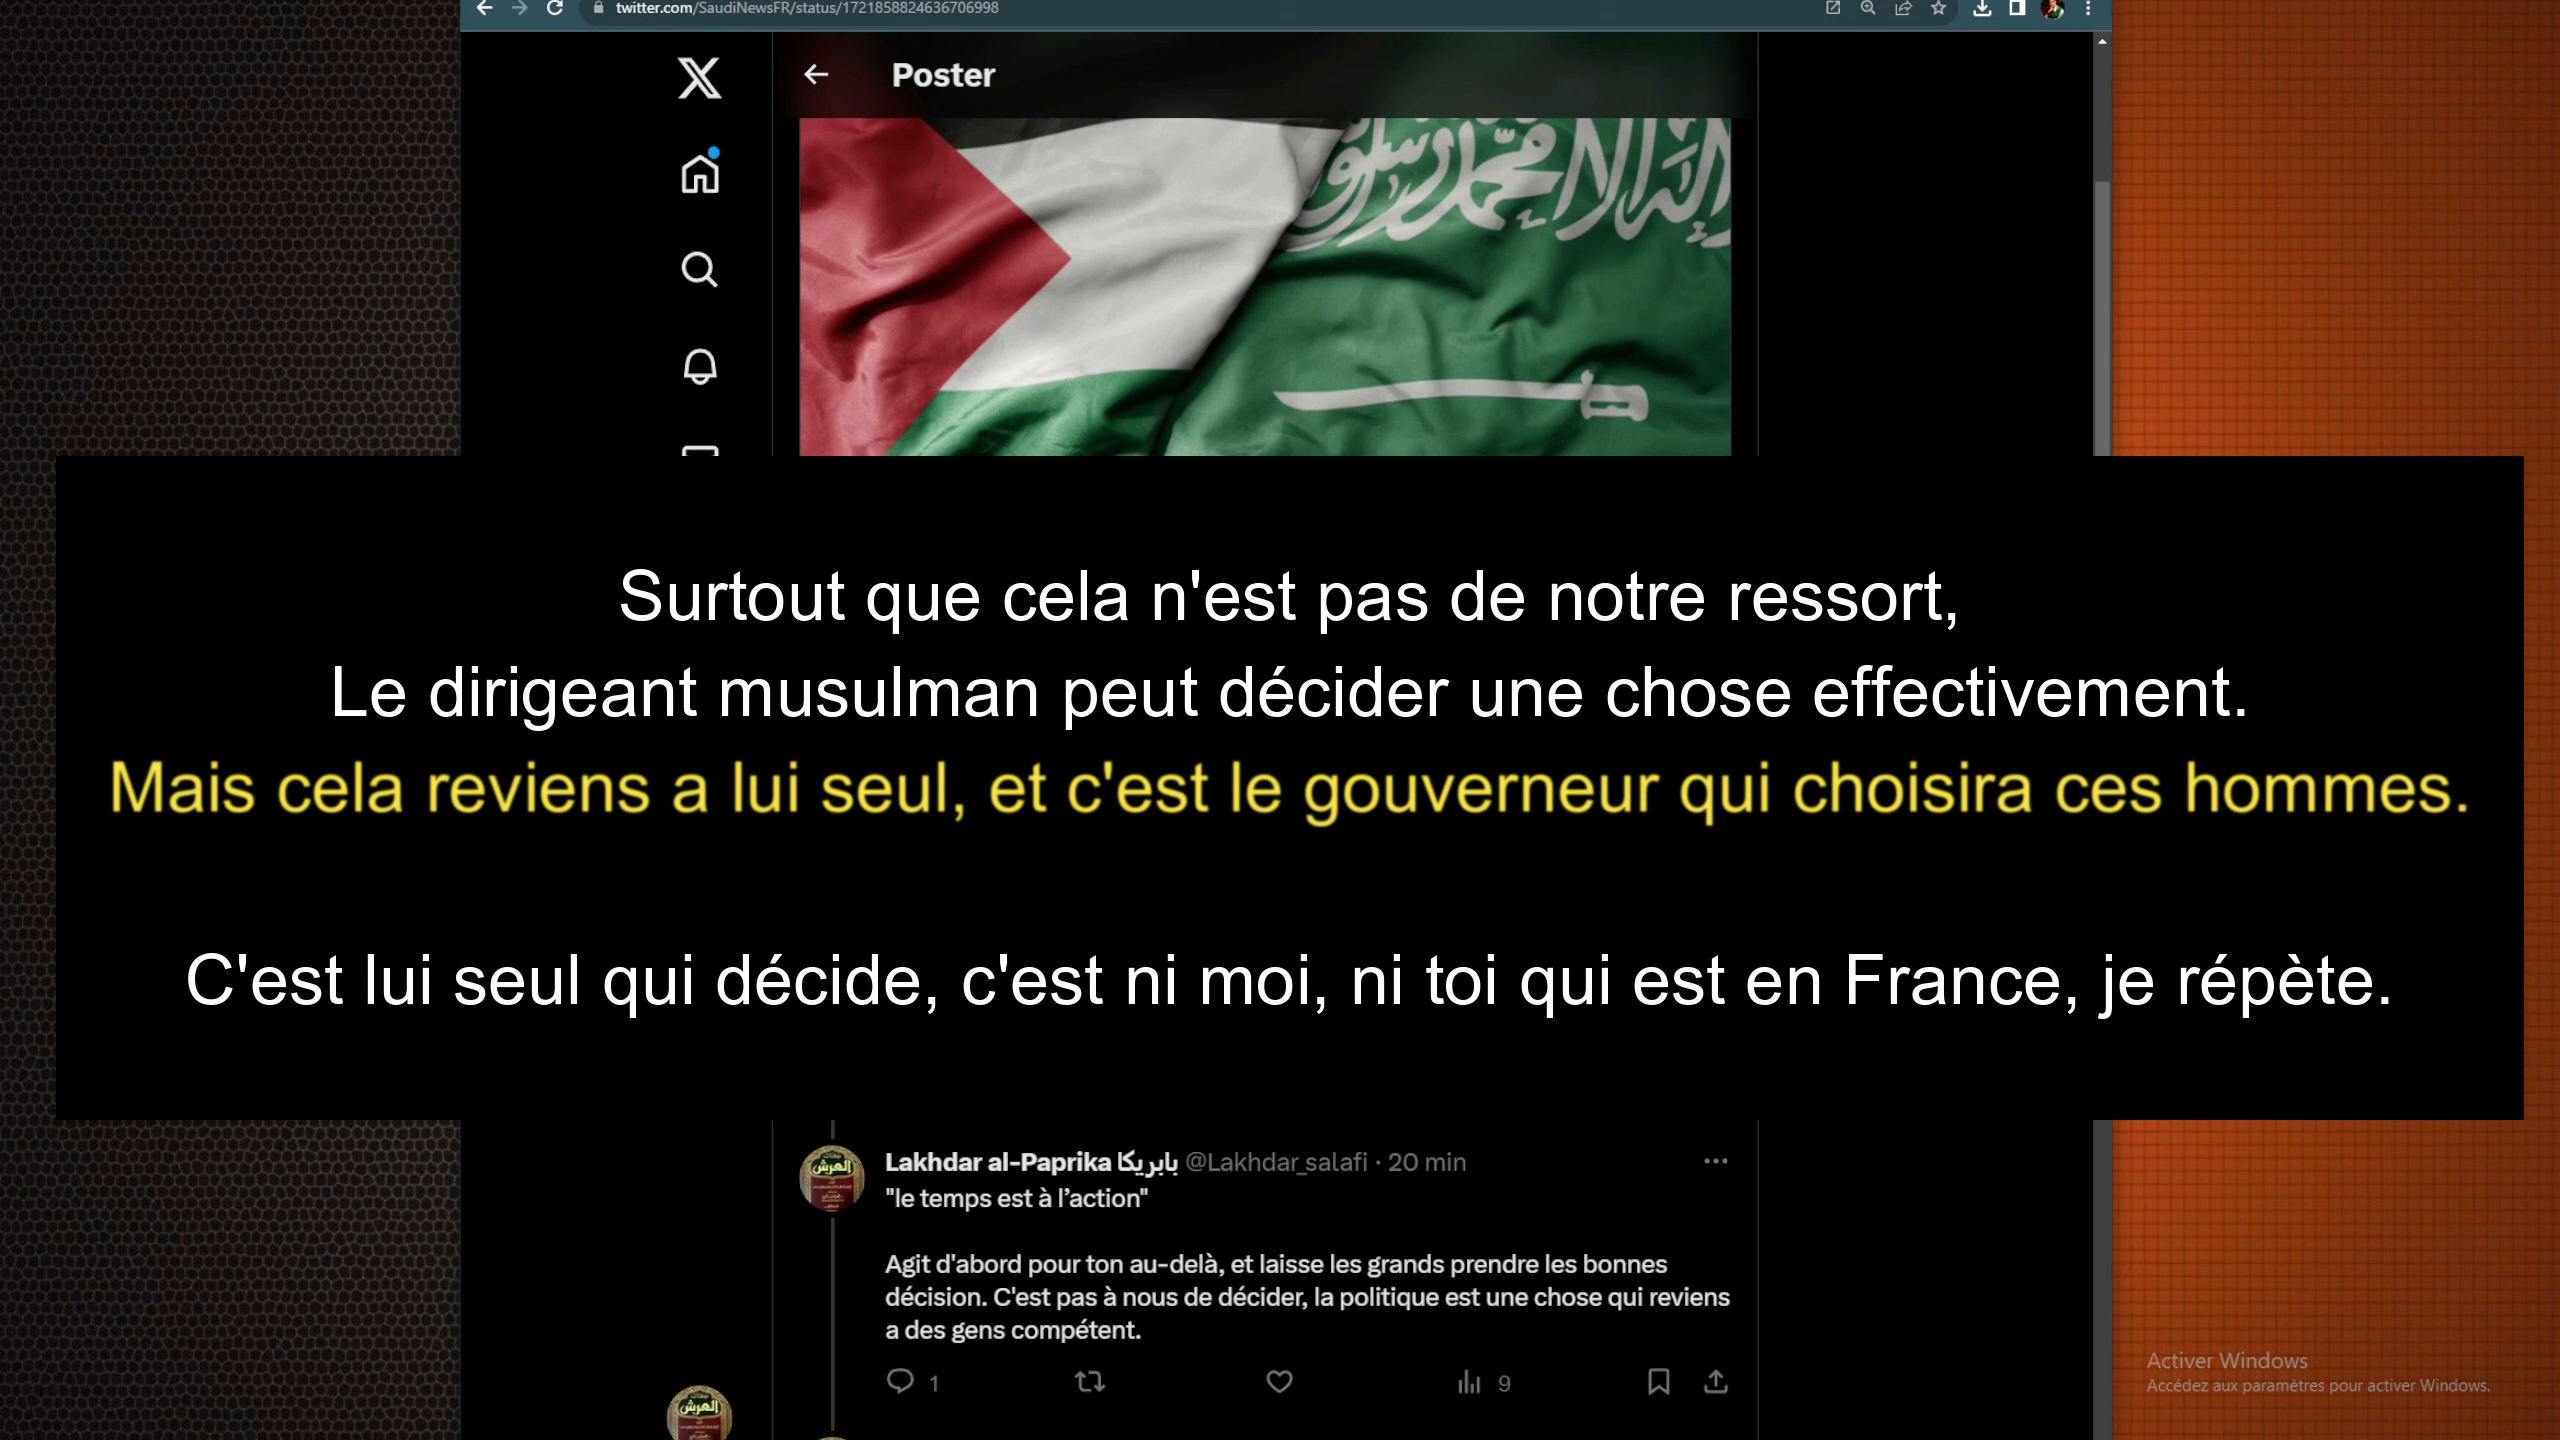 twitter.com/SaudiNewsFR/status/1721858824636706998
Poster
Surtout que cela n'est pas de notre ressort,
Le dirigeant musulman peut décider une chose effectivement.
Mais cela reviens a lui seul, et c'est le gouverneur qui choisira ces hommes.
C'est lui seul qui décide, c'est ni moi, ni toi qui est en France, je répète.
Lakhdar al-Paprika بابريكا @Lakhdar_salafi · 20 min
"le temps est à l’action"
Agit d'abord pour ton au-delà, et laisse les grands prendre les bonnes
décision. C'est pas à nous de décider, la politique est une chose qui reviens
a des gens compétent.
1
9
العرش
العرش
Activer Windows
Accédez aux paramètres pour activer Windows.